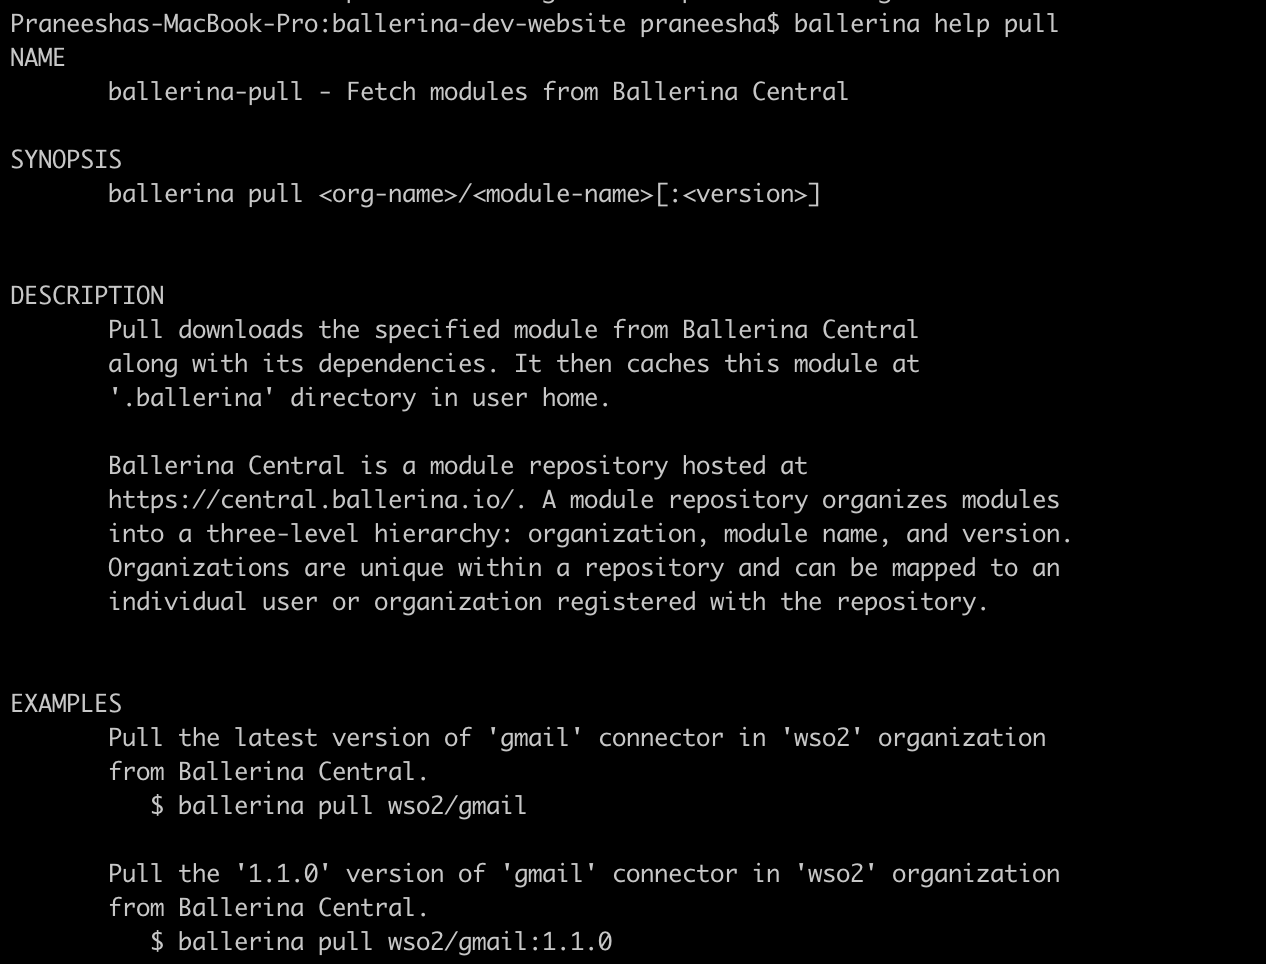 Praneeshas-MacBook-Pro:ballerina-dev-website praneesha$ ballerina help pull
NAME
ballerina-pull - Fetch modules from Ballerina Central
SYNOPSIS
ballerina pull <org-name>/<module-name>[:<version>]
DESCRIPTION
Pull downloads the specified module from Ballerina Central
along with its dependencies. It then caches this module at
'.ballerina' directory in user home.
Ballerina Central is a module repository hosted at
https://central.ballerina.io/. A module repository organizes modules
into a three-level hierarchy: organization, module name, and version.
Organizations are unique within a repository and can be mapped to an
individual user or organization registered with the repository.
EXAMPLES
Pull the latest version of 'gmail' connector in 'wso2' organization
from Ballerina Central.
$ ballerina pull wso2/gmail
Pull the '1.1.0' version of 'gmail' connector in 'wso2' organization
from Ballerina Central.
$ ballerina pull wso2/gmail:1.1.0